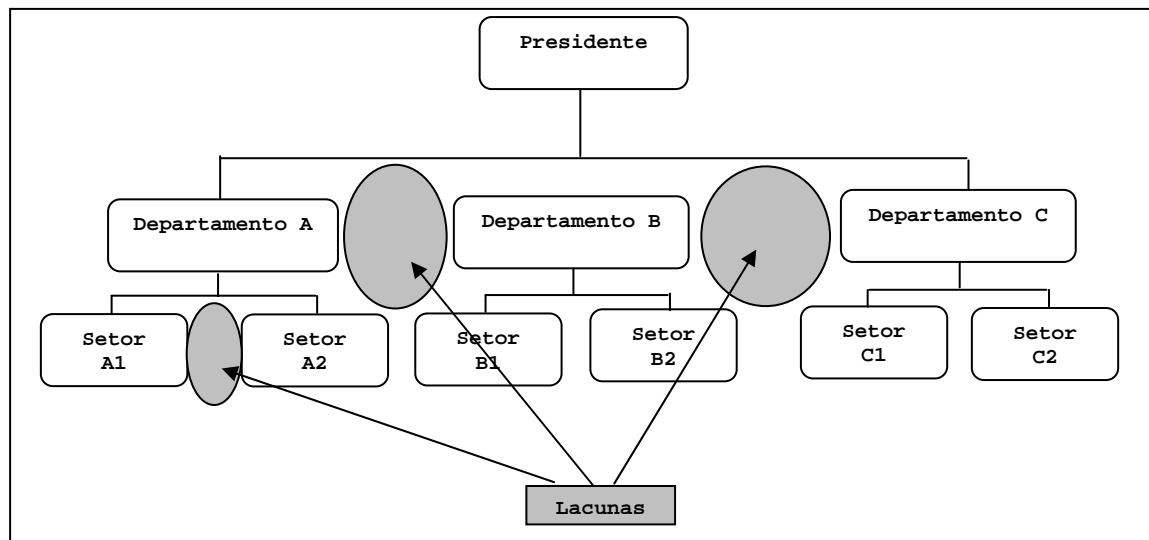 Presidente
Departamento A
Departamento B
Departamento C
Setor
A1
Setor
A2
Setor
B1
Setor
B2
Setor
C1
Setor
C2
Lacunas